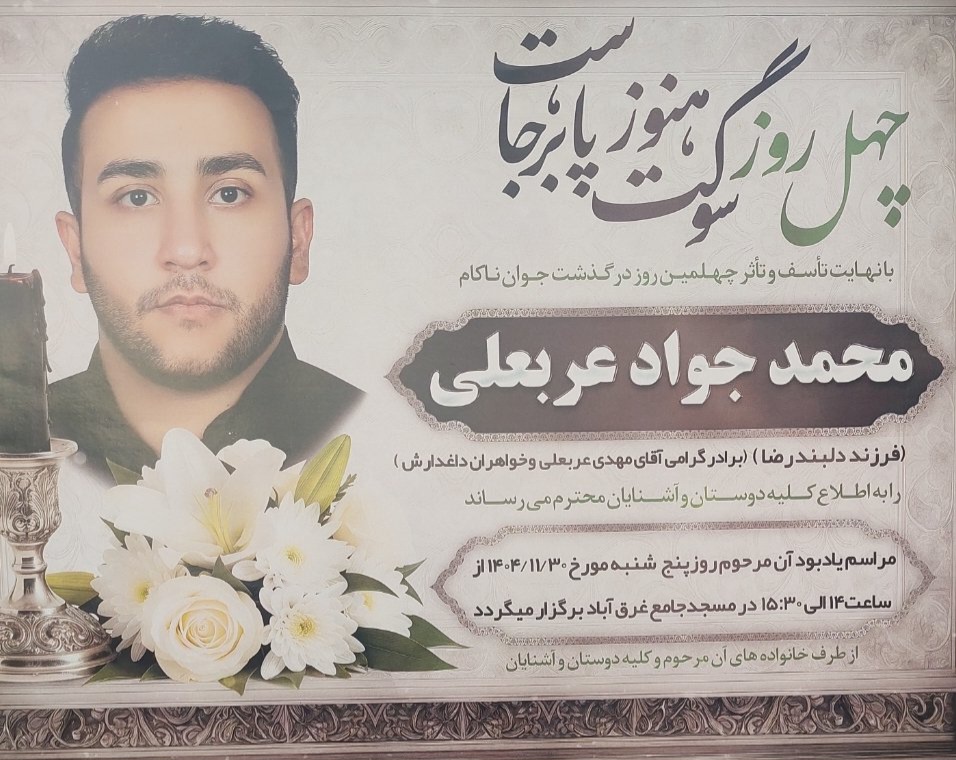 چهل روز سوگت هنوز پابرجاست
با نهایت تأسف و تأثر چهلمین روز درگذشت جوان ناکام
محمد جواد عربعلی
(فرزند دلبند رضا) (برادر گرامی آقای مهدی عربعلی وخواهران داغدارش)
را به اطلاع کلیه دوستان و آشنایان محترم می رساند
مراسم یادبود آن مرحوم روز پنج شنبه مورخ ۱۴۰۴/۱۱/۳۰ از
ساعت ۱۴ الی ۱۵:۳۰ در مسجد جامع غرق آباد برگزار میگردد
از طرف خانواده های آن مرحوم و کلیه دوستان و آشنایان